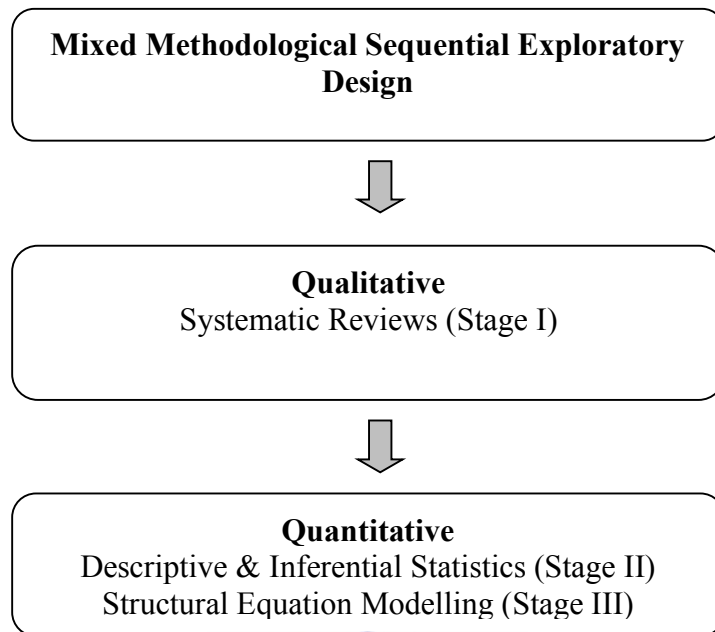 Mixed Methodological Sequential Exploratory
Design
Qualitative
Systematic Reviews (Stage I)
Quantitative
Descriptive & Inferential Statistics (Stage II)
Structural Equation Modelling (Stage III)